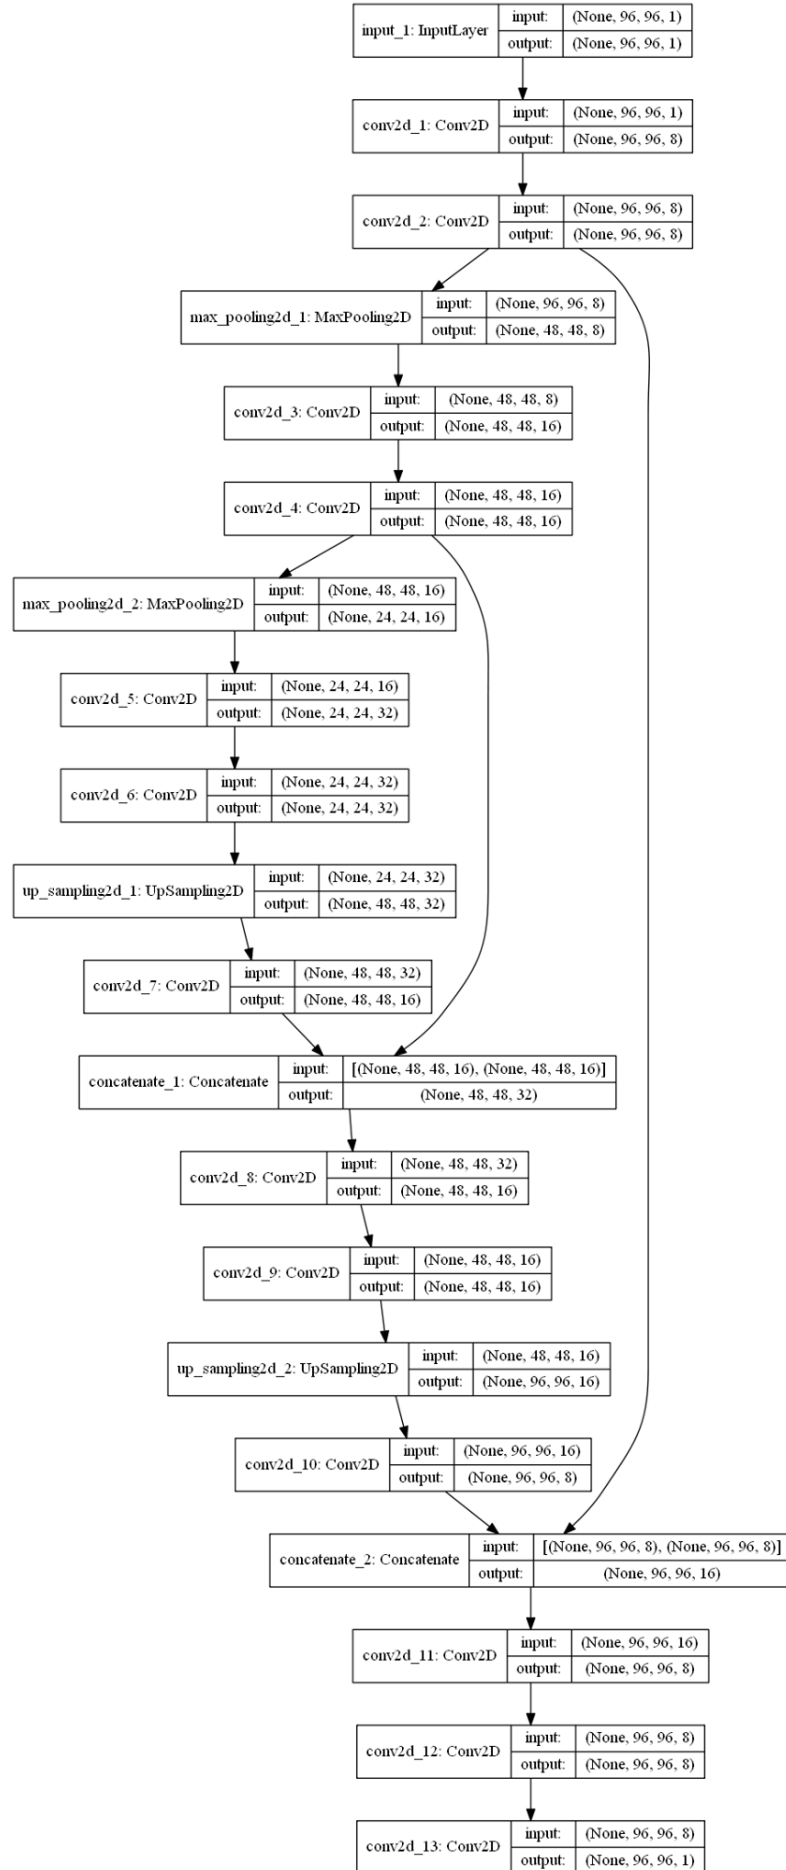 input_1: InputLayer
input: (None, 96, 96, 1)
output: (None, 96, 96, 1)
conv2d_1: Conv2D
input: (None, 96, 96, 1)
output: (None, 96, 96, 8)
conv2d_2: Conv2D
input: (None, 96, 96, 8)
output: (None, 96, 96, 8)
max_pooling2d_1: MaxPooling2D
input: (None, 96, 96, 8)
output: (None, 48, 48, 8)
conv2d_3: Conv2D
input: (None, 48, 48, 8)
output: (None, 48, 48, 16)
conv2d_4: Conv2D
input: (None, 48, 48, 16)
output: (None, 48, 48, 16)
max_pooling2d_2: MaxPooling2D
input: (None, 48, 48, 16)
output: (None, 24, 24, 16)
conv2d_5: Conv2D
input: (None, 24, 24, 16)
output: (None, 24, 24, 32)
conv2d_6: Conv2D
input: (None, 24, 24, 32)
output: (None, 24, 24, 32)
up_sampling2d_1: UpSampling2D
input: (None, 24, 24, 32)
output: (None, 48, 48, 32)
conv2d_7: Conv2D
input: (None, 48, 48, 32)
output: (None, 48, 48, 16)
concatenate_1: Concatenate
input: [(None, 48, 48, 16), (None, 48, 48, 16)]
output: (None, 48, 48, 32)
conv2d_8: Conv2D
input: (None, 48, 48, 32)
output: (None, 48, 48, 16)
conv2d_9: Conv2D
input: (None, 48, 48, 16)
output: (None, 48, 48, 16)
up_sampling2d_2: UpSampling2D
input: (None, 48, 48, 16)
output: (None, 96, 96, 16)
conv2d_10: Conv2D
input: (None, 96, 96, 16)
output: (None, 96, 96, 8)
concatenate_2: Concatenate
input: [(None, 96, 96, 8), (None, 96, 96, 8)]
output: (None, 96, 96, 16)
conv2d_11: Conv2D
input: (None, 96, 96, 16)
output: (None, 96, 96, 8)
conv2d_12: Conv2D
input: (None, 96, 96, 8)
output: (None, 96, 96, 8)
conv2d_13: Conv2D
input: (None, 96, 96, 8)
output: (None, 96, 96, 1)